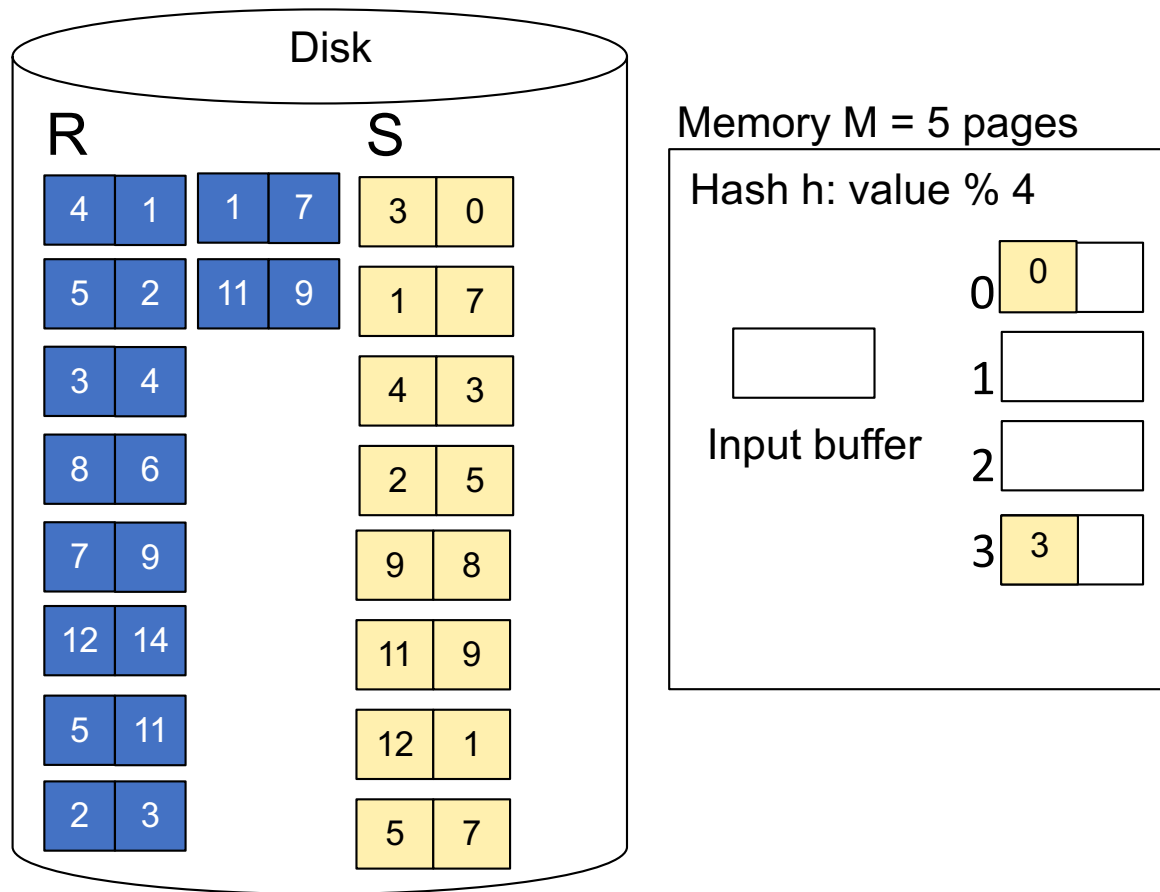 Disk
R S
4 1 1 7 3 0
5 2 11 9 1 7
3 4 4 3
8 6 2 5
7 9 9 8
12 14 11 9
5 11 12 1
2 3 5 7
Memory M = 5 pages
Hash h: value % 4
0 0
1
2
3 3
Input buffer